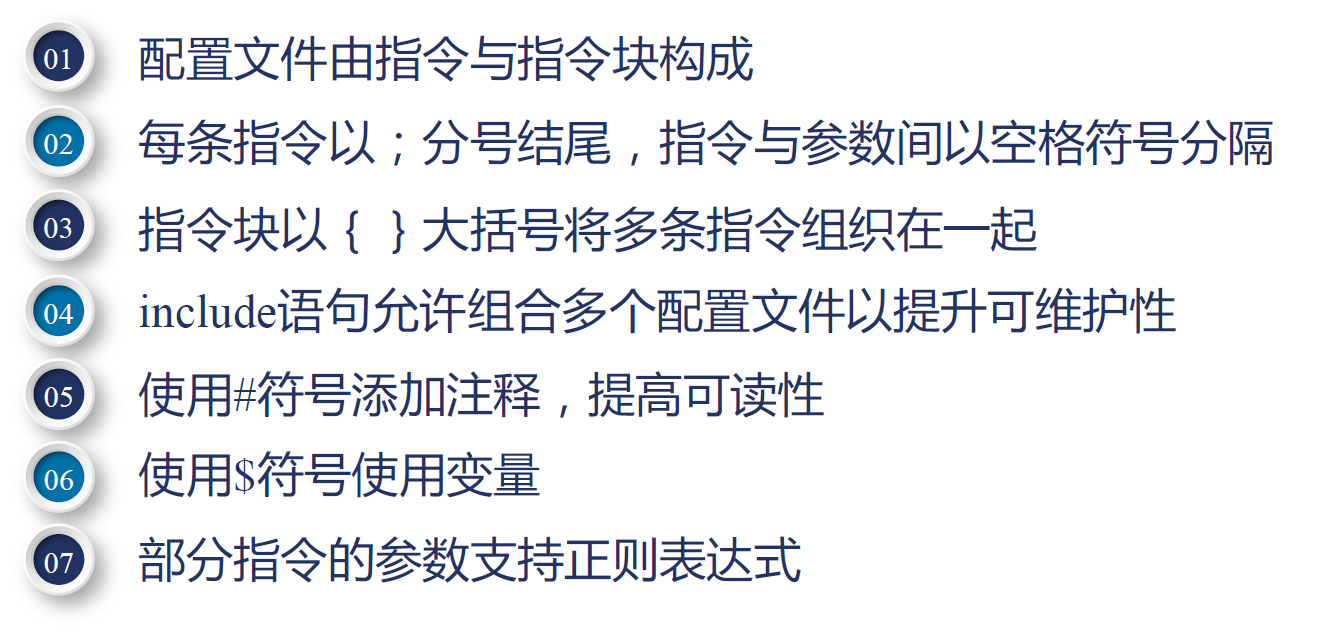 01 配置文件由指令与指令块构成
02 每条指令以；分号结尾，指令与参数间以空格符号分隔
03 指令块以｛ ｝大括号将多条指令组织在一起
04 include语句允许组合多个配置文件以提升可维护性
05 使用#符号添加注释，提高可读性
06 使用$符号使用变量
07 部分指令的参数支持正则表达式